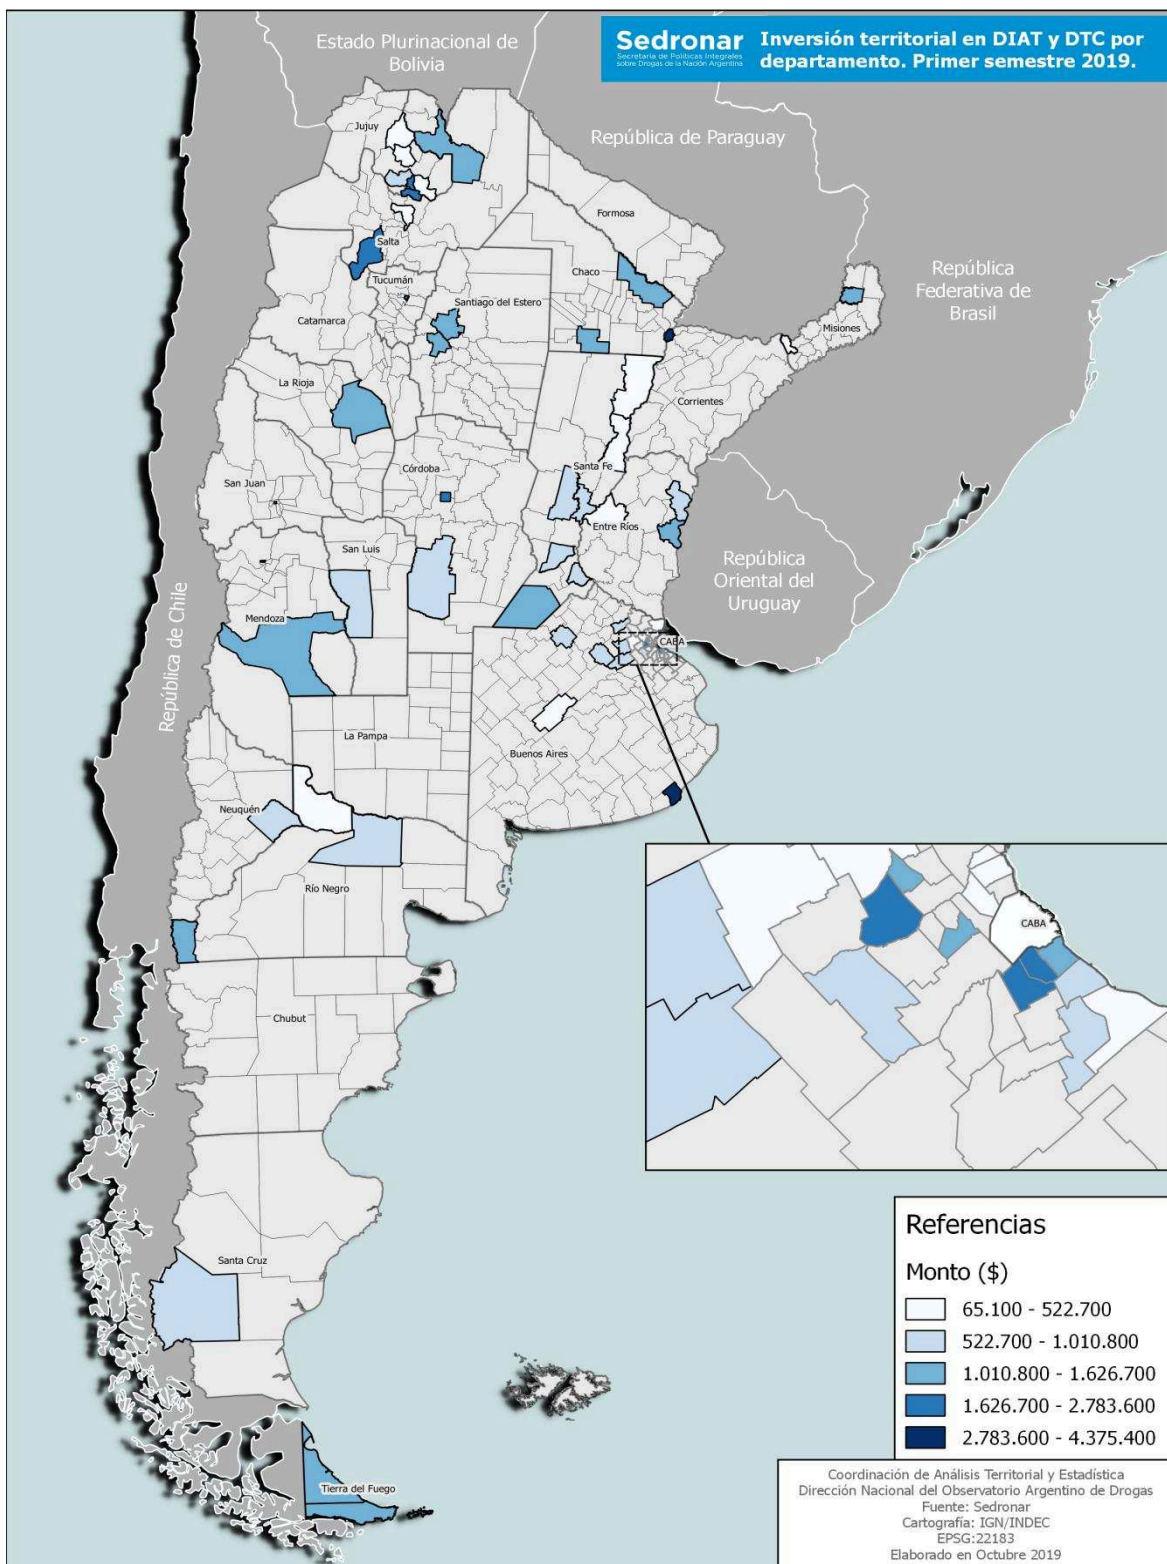 Sedronar
Secretaría de Políticas Integrales
sobre Drogas de la Nación Argentina
Inversión territorial en DIAT y DTC por
departamento. Primer semestre 2019.
Estado Plurinacional de
Bolivia
República de Paraguay
República
Federativa de
Brasil
República
Oriental del
Uruguay
República de Chile
Jujuy
Formosa
Salta
Chaco
Tucumán
Santiago del Estero
Catamarca
Misiones
La Rioja
Corrientes
Córdoba
Santa Fe
San Juan
Entre Ríos
San Luis
Mendoza
CABA
La Pampa
Buenos Aires
Neuquén
Río Negro
CABA
Chubut
Santa Cruz
Tierra del Fuego
Referencias
Monto ($)
65.100 - 522.700
522.700 - 1.010.800
1.010.800 - 1.626.700
1.626.700 - 2.783.600
2.783.600 - 4.375.400
Coordinación de Análisis Territorial y Estadística
Dirección Nacional del Observatorio Argentino de Drogas
Fuente: Sedronar
Cartografía: IGN/INDEC
EPSG:22183
Elaborado en Octubre 2019